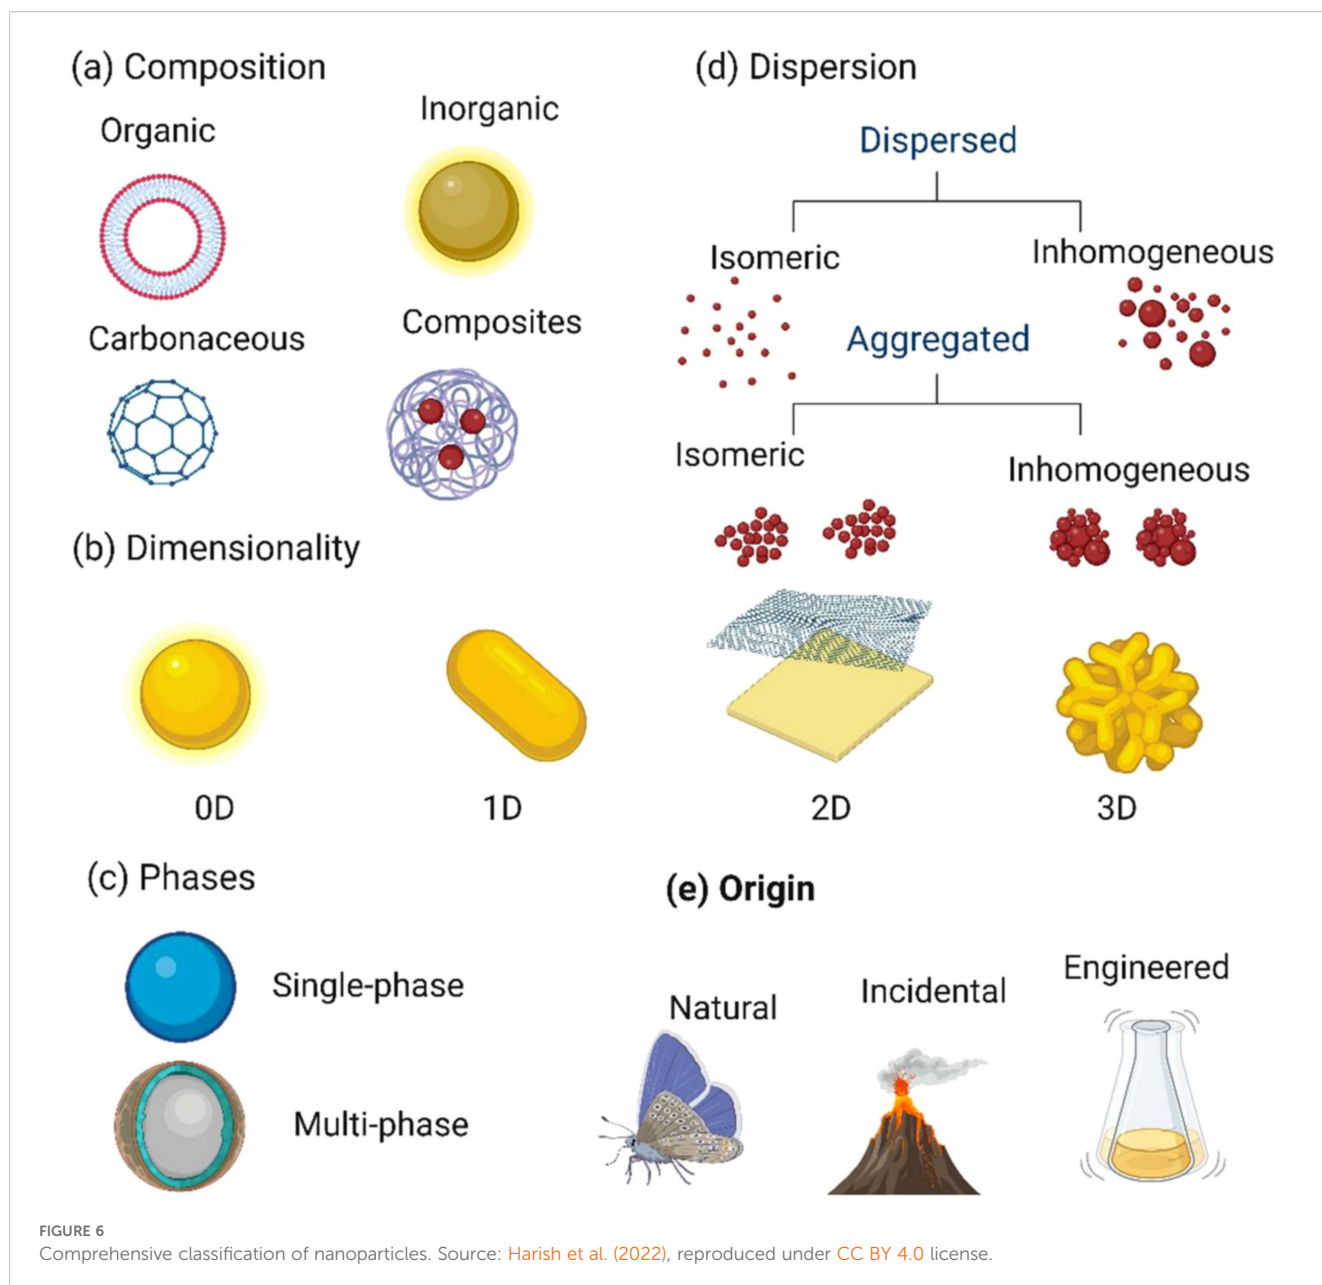 (a) Composition
Organic
Inorganic
Carbonaceous
Composites
(b) Dimensionality
0D
1D
2D
3D
(c) Phases
Single-phase
Multi-phase
(d) Dispersion
Dispersed
Isomeric
Inhomogeneous
Aggregated
Isomeric
Inhomogeneous
(e) Origin
Natural
Incidental
Engineered
FIGURE 6
Comprehensive classification of nanoparticles. Source: Harish et al. (2022), reproduced under CC BY 4.0 license.